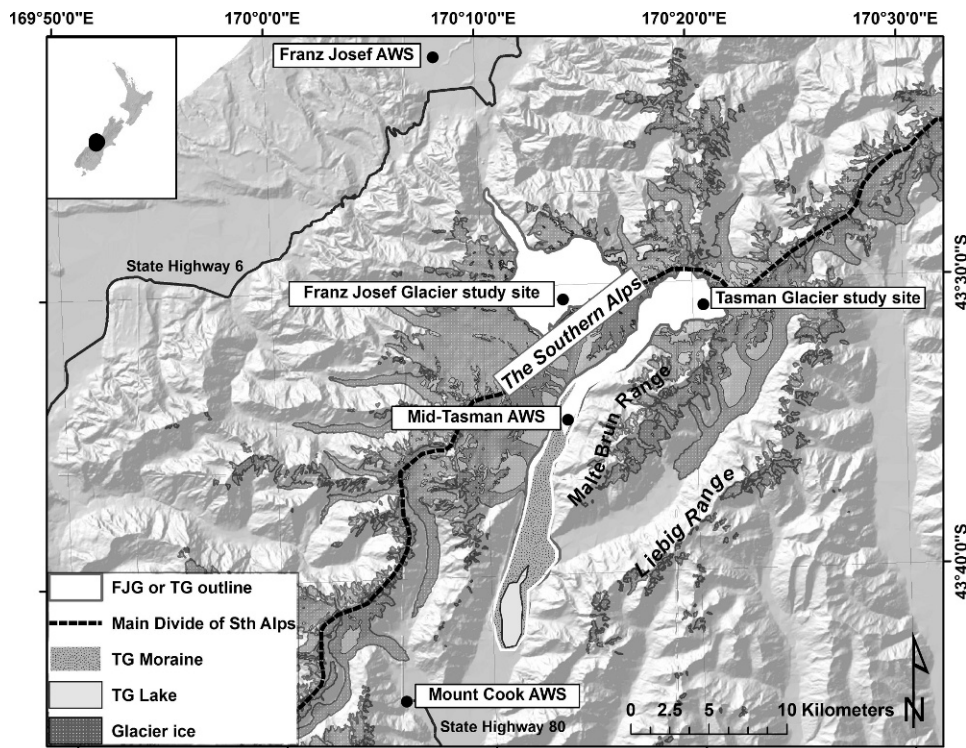 169°50'0"E
170°00'0"E
170°10'0"E
170°20'0"E
170°30'0"E
Franz Josef AWS
State Highway 6
43°30'0"S
Franz Josef Glacier study site
The Southern Alps
Tasman Glacier study site
Mid-Tasman AWS
Malte Brun Range
Liebig Range
43°40'0"S
FJG or TG outline
Main Divide of Sth Alps
TG Moraine
TG Lake
Glacier ice
Mount Cook AWS
State Highway 80
0 2.5 5 10 Kilometers
N